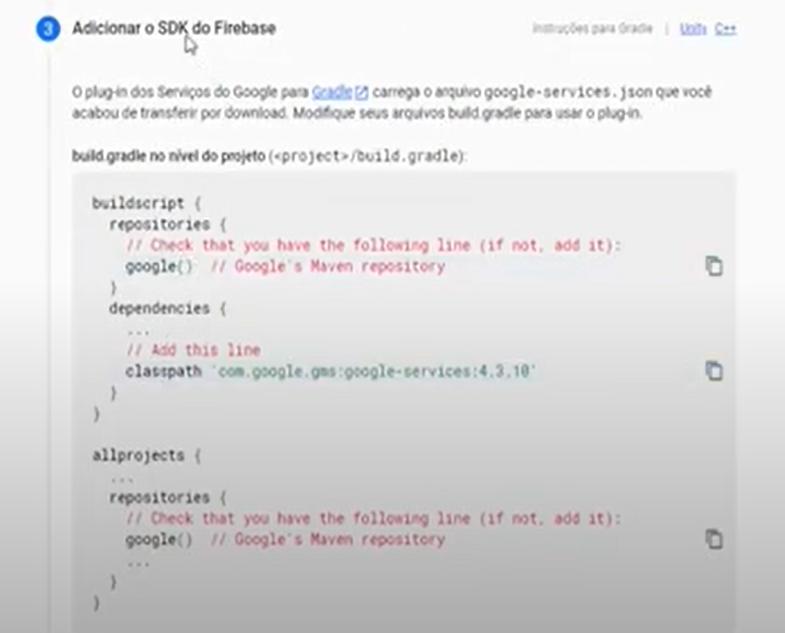 3 Adicionar o SDK do Firebase
Instruções para Gradle | Unity C++
O plug-in dos Serviços do Google para Gradle carrega o arquivo google-services.json que você
acabou de transferir por download. Modifique seus arquivos build.gradle para usar o plug-in.
build.gradle no nível do projeto (<project>/build.gradle):
buildscript {
repositories {
// Check that you have the following line (if not, add it):
google() // Google's Maven repository
}
dependencies {
...
// Add this line
classpath 'com.google.gms:google-services:4.3.10'
}
}
allprojects {
...
repositories {
// Check that you have the following line (if not, add it):
google() // Google's Maven repository
...
}
}